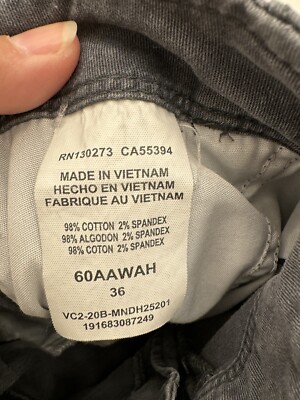 RN130273 CA55394
MADE IN VIETNAM
HECHO EN VIETNAM
FABRIQUE AU VIETNAM
98% COTTON 2% SPANDEX
98% ALGODON 2% SPANDEX
98% COTON 2% SPANDEX
60AAWAH
36
VC2-20B-MNDH25201
191683087249